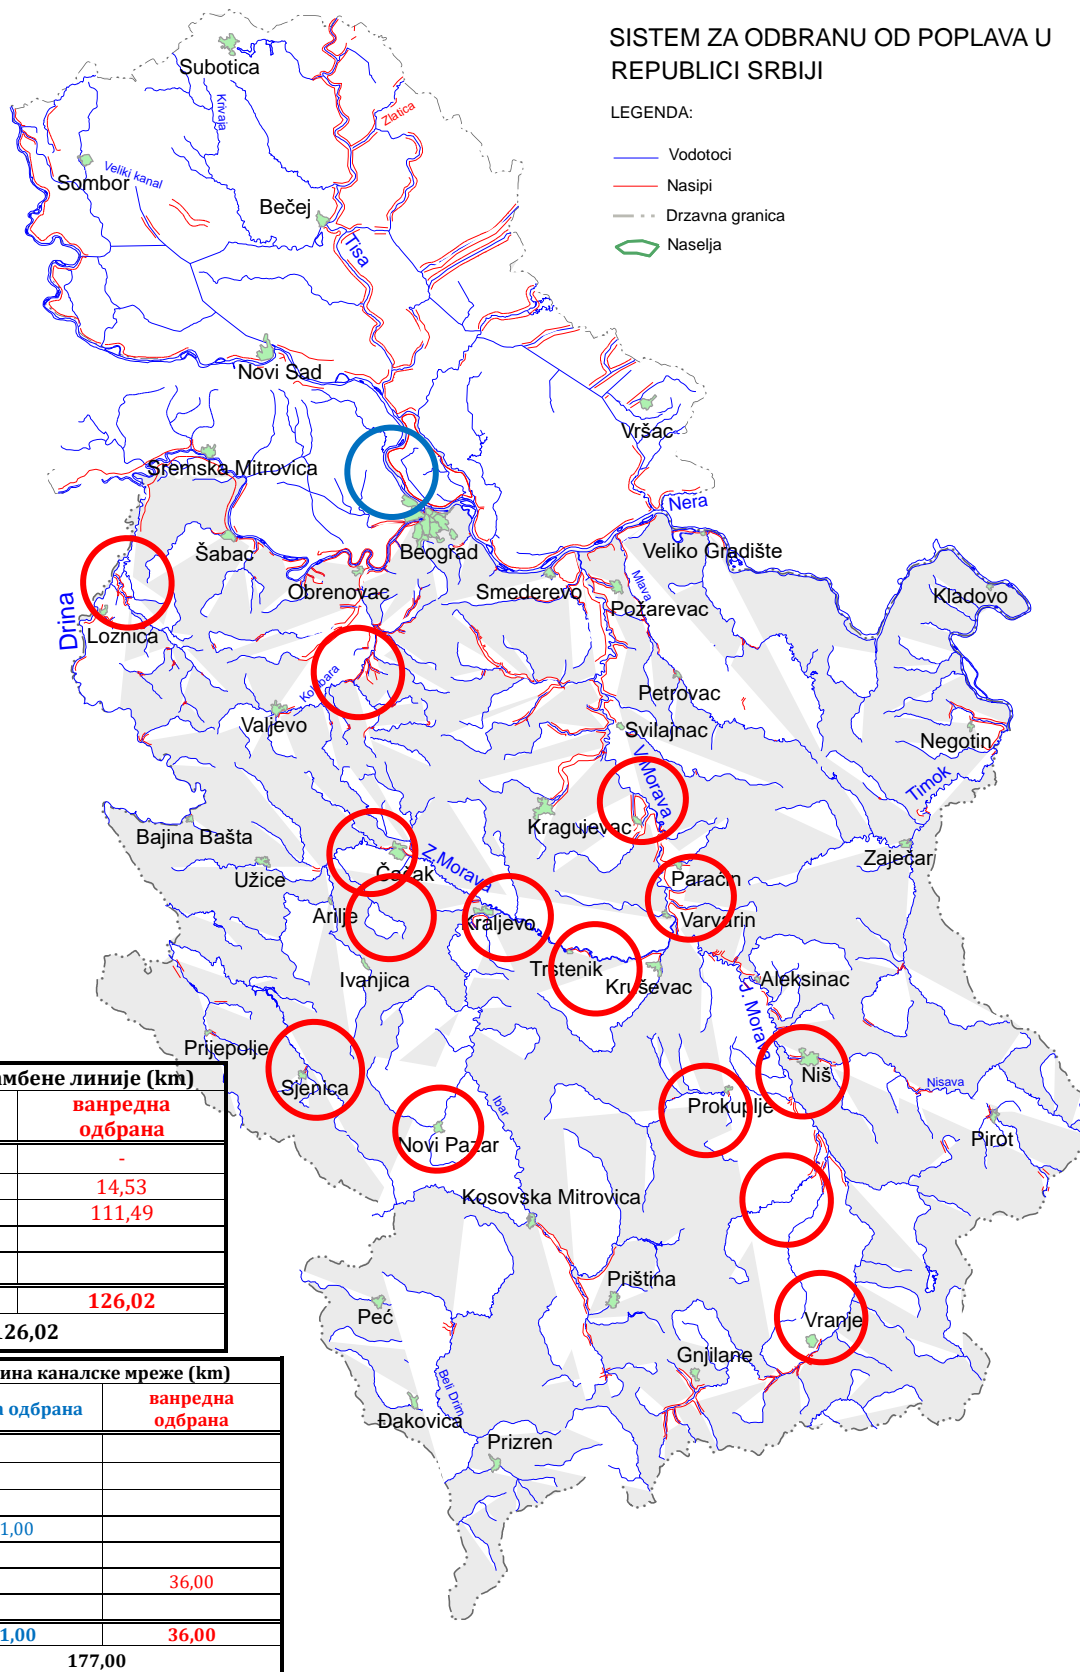 SISTEM ZA ODBRANU OD POPLAVA U
REPUBLICI SRBIJI
LEGENDA:
Vodotoci
Nasipi
Drzavna granica
Naselja
Subotica
Krivaja
Zlatica
Sombor
Veliki kanal
Bečej
Tisa
Novi Sad
Vršac
Sremska Mitrovica
Nera
Šabac
Beograd
Veliko Gradište
Obrenovac
Smederevo
Mlava
Požarevac
Kladovo
Drina
Loznica
Kolubara
Petrovac
Valjevo
Svilajnac
Negotin
V.Morava
Timok
Bajina Bašta
Kragujevac
Zaječar
Užice
Čačak
Z.Morava
Paraćin
Arilje
Kraljevo
Varvarin
Ivanjica
Trstenik
Kruševac
Aleksinac
J. Morava
Prijepolje
Sjenica
Niš
Nisava
Ibar
Prokuplje
Novi Pazar
Pirot
Kosovska Mitrovica
Priština
Peć
Vranje
Gnjilane
Beli Drim
Đakovica
Prizren
(km)
ванредна
одбрана
-
14,53
111,49
126,02
126,02
каналске мреже (km)
одбрана
ванредна
одбрана
1,00
36,00
1,00
36,00
177,00